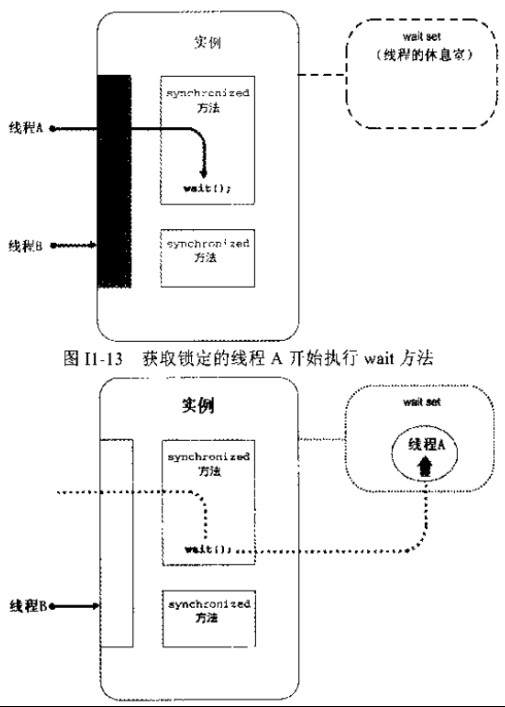 实例
wait set
(线程的休息室)
synchronized
方法
线程A
wait();
线程B
synchronized
方法
图 I1-13 获取锁定的线程 A 开始执行 wait 方法
实例
wait set
线程A
synchronized
方法
wait();
线程B
synchronized
方法